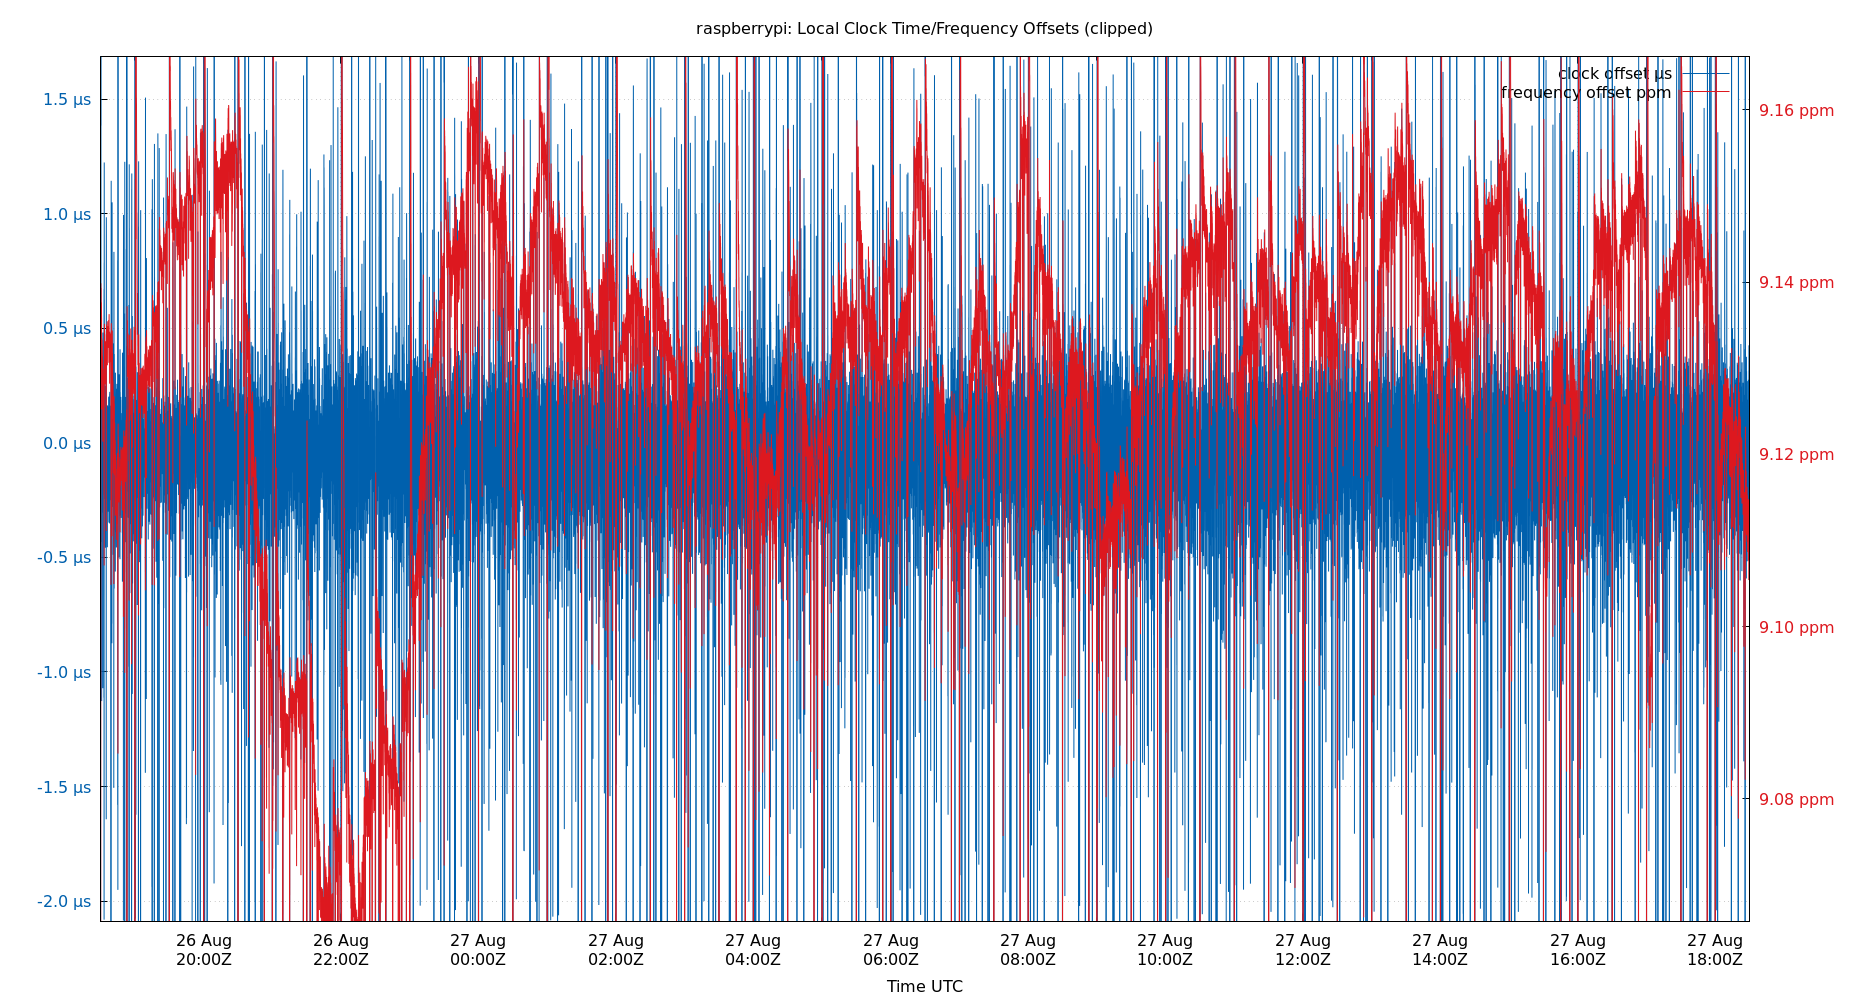 raspberrypi: Local Clock Time/Frequency Offsets (clipped)
clock offset µs
frequency offset ppm
1.5 µs
1.0 µs
0.5 µs
0.0 µs
-0.5 µs
-1.0 µs
-1.5 µs
-2.0 µs
9.16 ppm
9.14 ppm
9.12 ppm
9.10 ppm
9.08 ppm
26 Aug 26 Aug 27 Aug 27 Aug 27 Aug 27 Aug 27 Aug 27 Aug 27 Aug 27 Aug 27 Aug 27 Aug
20:00Z 22:00Z 00:00Z 02:00Z 04:00Z 06:00Z 08:00Z 10:00Z 12:00Z 14:00Z 16:00Z 18:00Z
Time UTC